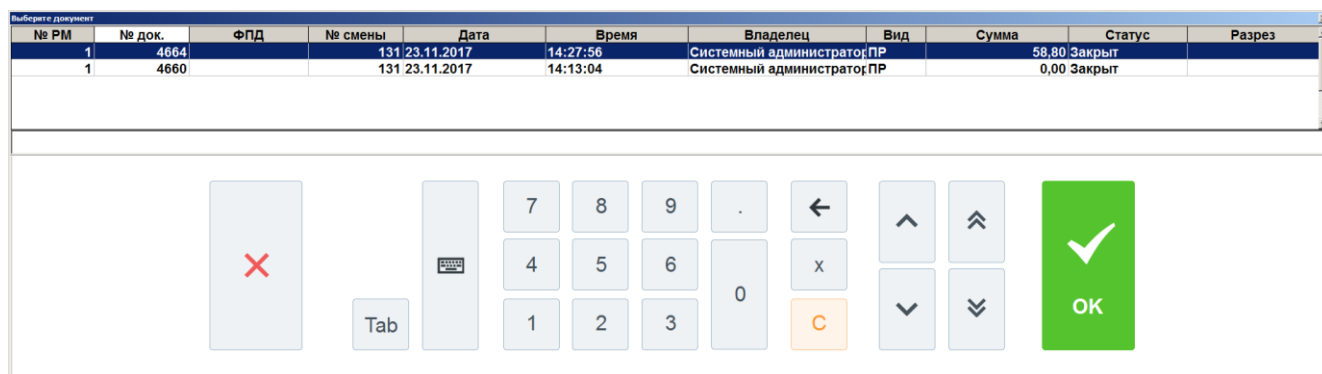 Выберите документ
№ РМ № док. ФПД № смены Дата Время Владелец Вид Сумма Статус Разрез
1 4664 131 23.11.2017 14:27:56 Системный администратор ПР 58,80 Закрыт
1 4660 131 23.11.2017 14:13:04 Системный администратор ПР 0,00 Закрыт
7 8 9 .
4 5 6 x
0
Tab 1 2 3 C OK